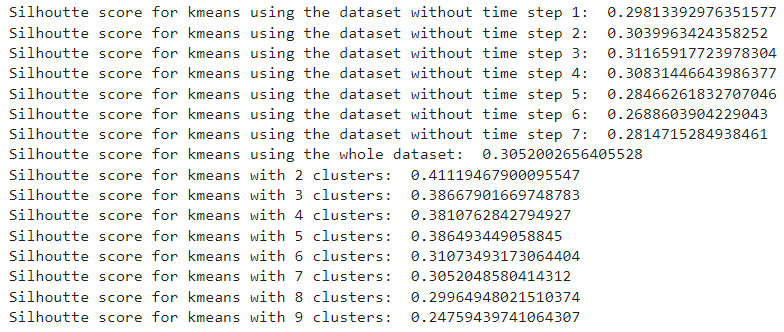 Silhoutte score for kmeans using the dataset without time step 1:  0.29813392976351577
Silhoutte score for kmeans using the dataset without time step 2:  0.3039963424358252
Silhoutte score for kmeans using the dataset without time step 3:  0.31165917723978304
Silhoutte score for kmeans using the dataset without time step 4:  0.30831446643986377
Silhoutte score for kmeans using the dataset without time step 5:  0.28466261832707046
Silhoutte score for kmeans using the dataset without time step 6:  0.2688603904229043
Silhoutte score for kmeans using the dataset without time step 7:  0.2814715284938461
Silhoutte score for kmeans using the whole dataset:  0.3052002656405528
Silhoutte score for kmeans with 2 clusters:  0.41119467900095547
Silhoutte score for kmeans with 3 clusters:  0.38667901669748783
Silhoutte score for kmeans with 4 clusters:  0.3810762842794927
Silhoutte score for kmeans with 5 clusters:  0.386493449058845
Silhoutte score for kmeans with 6 clusters:  0.31073493173064404
Silhoutte score for kmeans with 7 clusters:  0.3052048580414312
Silhoutte score for kmeans with 8 clusters:  0.29964948021510374
Silhoutte score for kmeans with 9 clusters:  0.24759439741064307